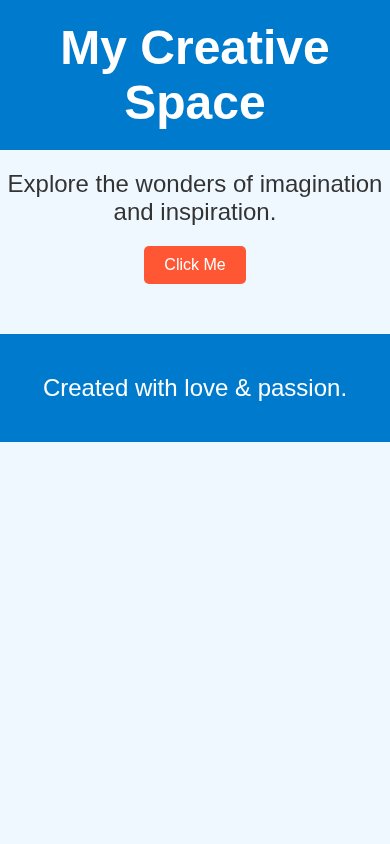 My Creative
Space
Explore the wonders of imagination
and inspiration.
Click Me
Created with love & passion.